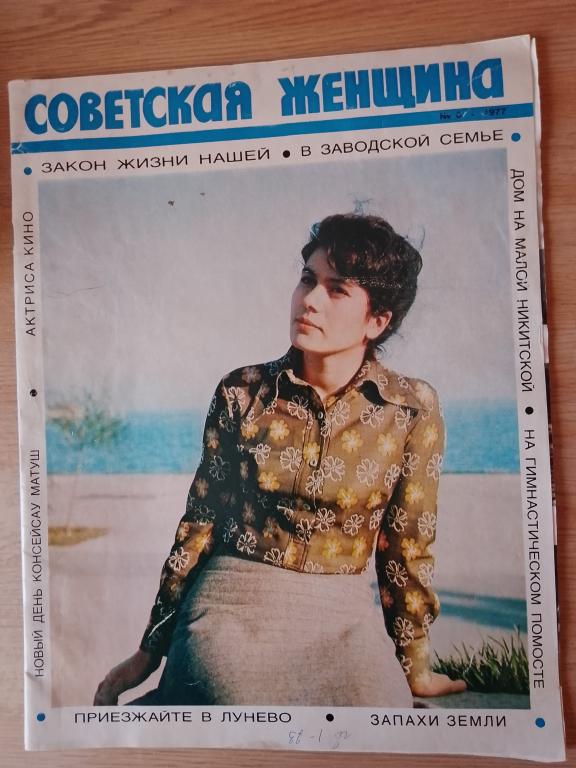 СОВЕТСКАЯ ЖЕНЩИНА
1977
ЗАКОН ЖИЗНИ НАШЕЙ • В ЗАВОДСКОЙ СЕМЬЕ
ДОМ НА МАЛОЙ НИКИТСКОЙ • НА ГИМНАСТИЧЕСКОМ ПОМОСТЕ
НОВЫЙ ДЕНЬ КОНСЕЙСАУ МАТУШ • АКТРИСА КИНО
ПРИЕЗЖАЙТЕ В ЛУНЕВО • ЗАПАХИ ЗЕМЛИ